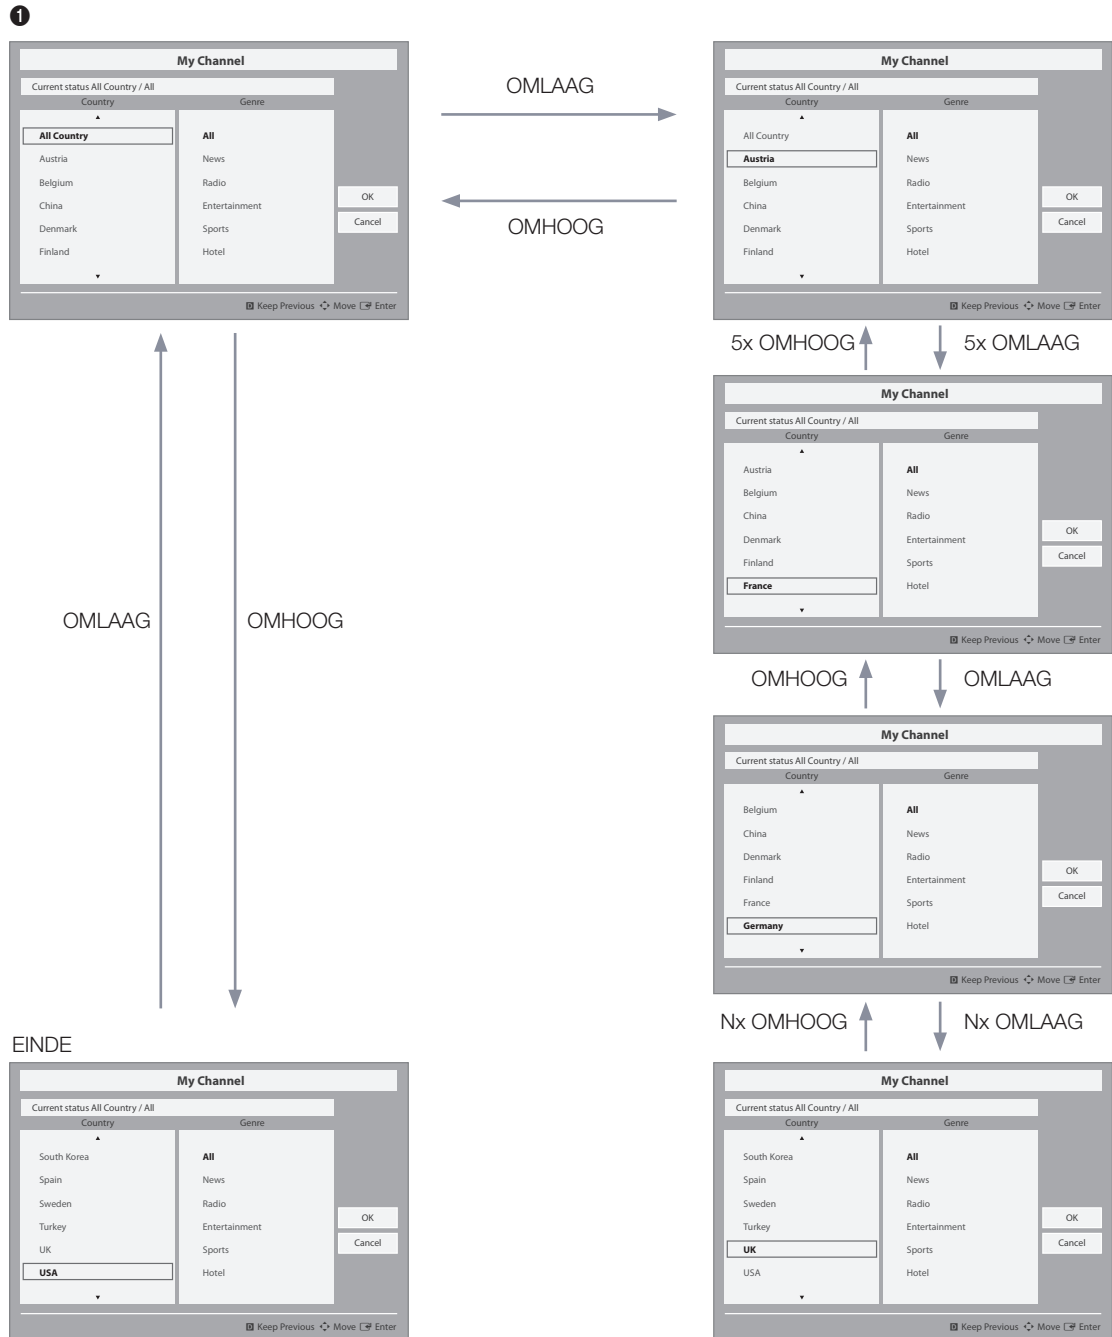 ❶
My Channel
Current status All Country / All
Country Genre
▲
All Country All
Austria News
Belgium Radio
China Entertainment
Denmark Sports
Finland Hotel
▼
OK
Cancel
D Keep Previous Move Enter
OMLAAG
OMHOOG
My Channel
Current status All Country / All
Country Genre
▲
All Country All
Austria News
Belgium Radio
China Entertainment
Denmark Sports
Finland Hotel
▼
OK
Cancel
D Keep Previous Move Enter
5x OMHOOG 5x OMLAAG
My Channel
Current status All Country / All
Country Genre
▲
Austria All
Belgium News
China Radio
Denmark Entertainment
Finland Sports
France Hotel
▼
OK
Cancel
D Keep Previous Move Enter
OMLAAG OMHOOG
OMHOOG OMLAAG
My Channel
Current status All Country / All
Country Genre
▲
Belgium All
China News
Denmark Radio
Finland Entertainment
France Sports
Germany Hotel
▼
OK
Cancel
D Keep Previous Move Enter
Nx OMHOOG Nx OMLAAG
EINDE
My Channel
Current status All Country / All
Country Genre
▲
South Korea All
Spain News
Sweden Radio
Turkey Entertainment
UK Sports
USA Hotel
▼
OK
Cancel
D Keep Previous Move Enter
My Channel
Current status All Country / All
Country Genre
▲
South Korea All
Spain News
Sweden Radio
Turkey Entertainment
UK Sports
USA Hotel
▼
OK
Cancel
D Keep Previous Move Enter